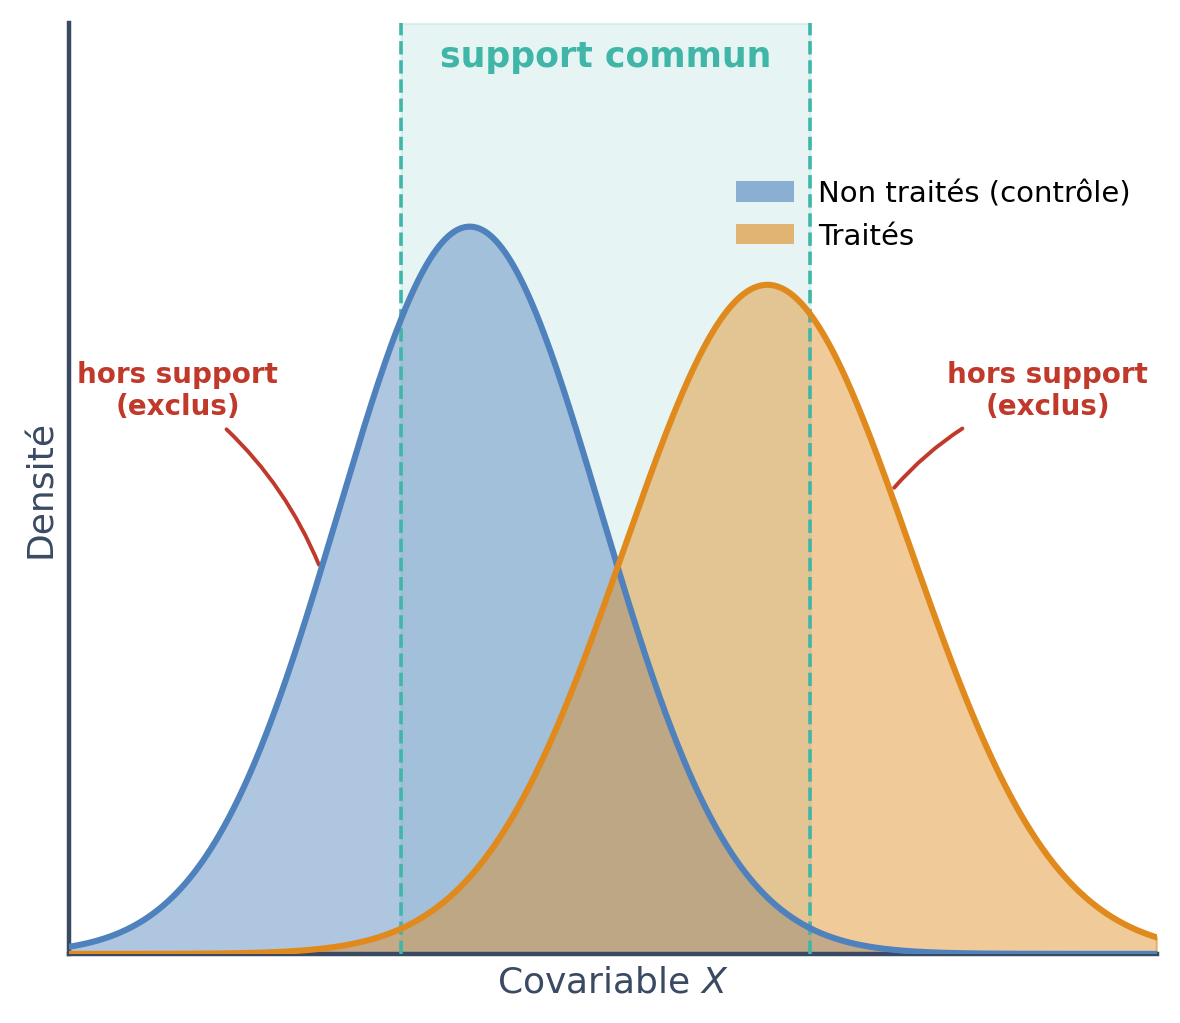 support commun
Non traités (contrôle)
Traités
hors support
(exclus)
hors support
(exclus)
Densité
Covariable X